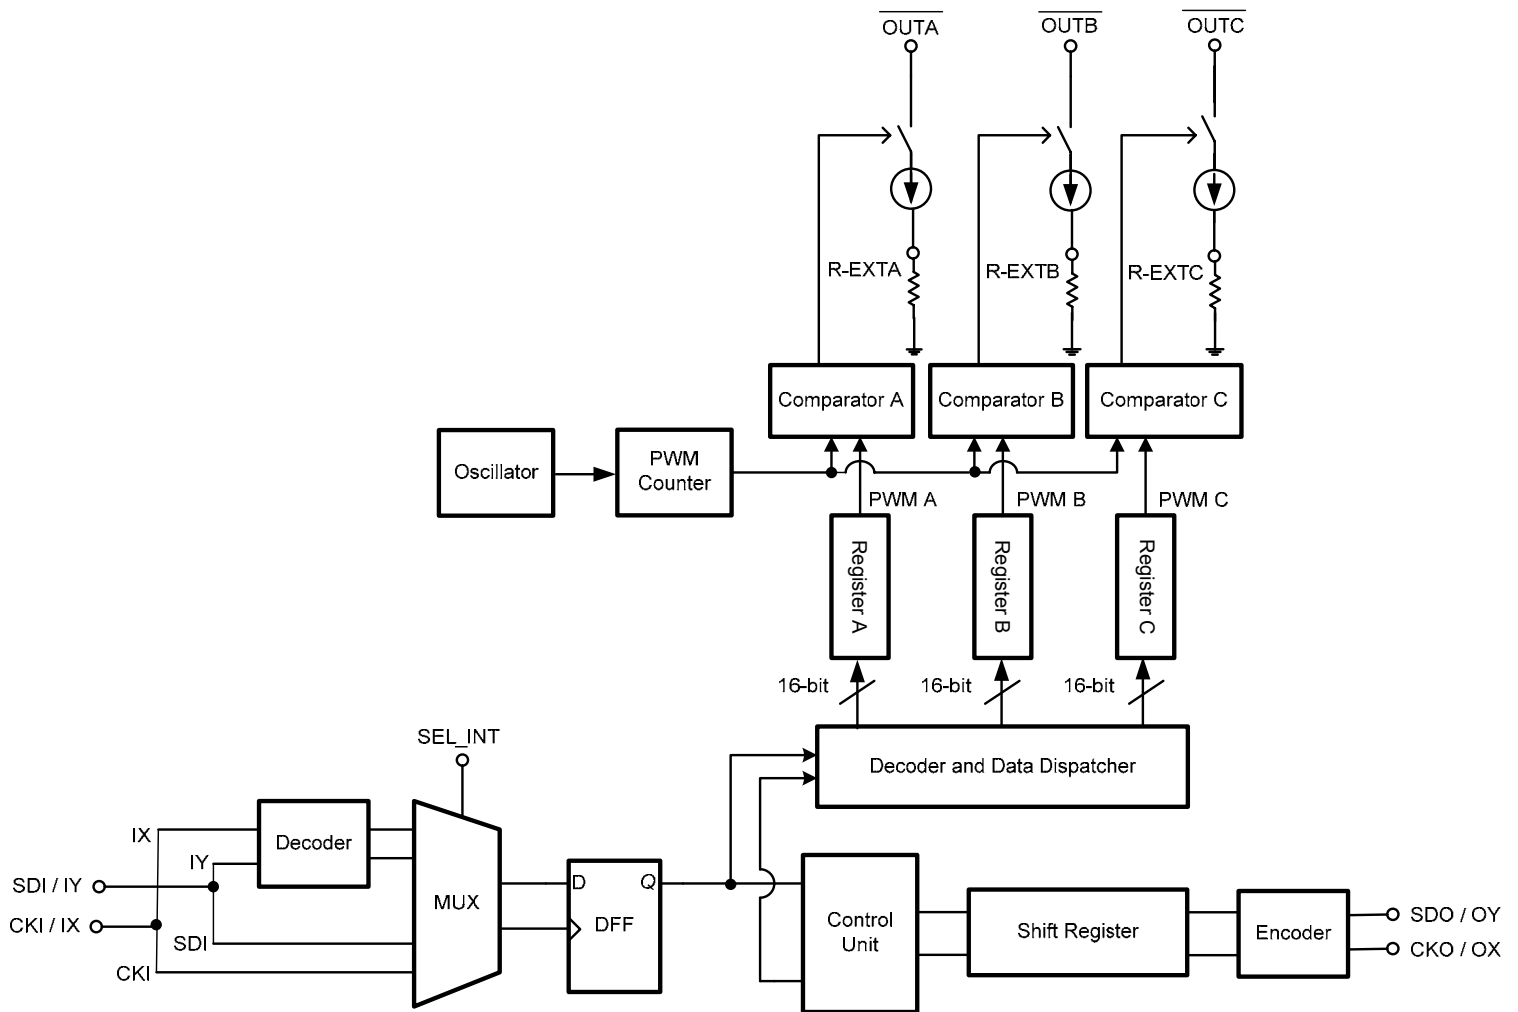 OUTA
OUTB
OUTC
R-EXTA
R-EXTB
R-EXTC
Comparator A
Comparator B
Comparator C
Oscillator
PWM
Counter
PWM A
PWM B
PWM C
Register A
Register B
Register C
16-bit
16-bit
16-bit
SEL_INT
Decoder and Data Dispatcher
IX
Decoder
IY
SDI / IY
CKI / IX
SDI
CKI
MUX
D
Q
DFF
Control
Unit
Shift Register
Encoder
SDO / OY
CKO / OX